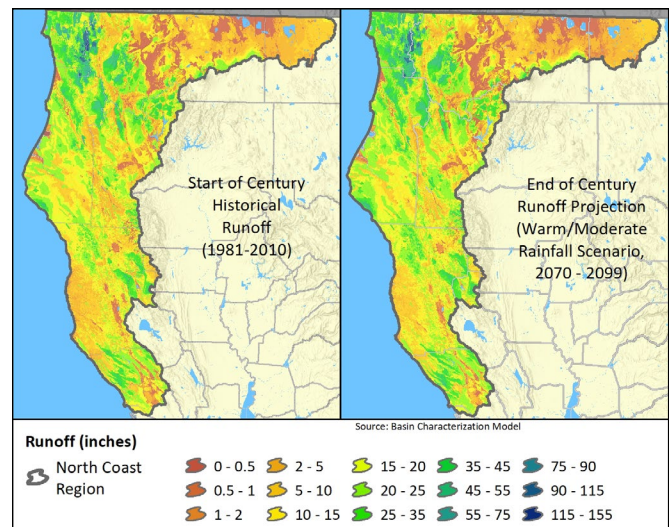 Start of Century
Historical
Runoff
(1981-2010)
End of Century
Runoff Projection
(Warm/Moderate
Rainfall Scenario,
2070 - 2099)
Source: Basin Characterization Model
Runoff (inches)
North Coast
Region
0 - 0.5
0.5 - 1
1 - 2
2 - 5
5 - 10
10 - 15
15 - 20
20 - 25
25 - 35
35 - 45
45 - 55
55 - 75
75 - 90
90 - 115
115 - 155